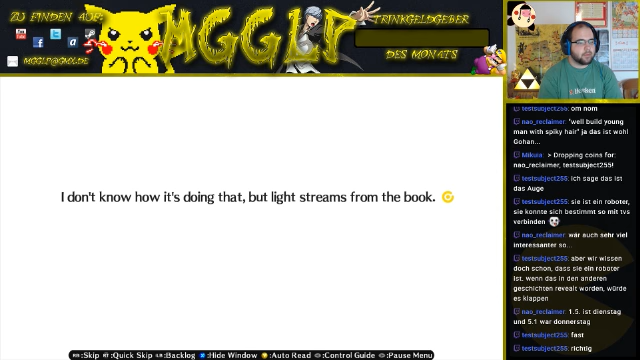 ZU FINDEN AUF:
MGGLP@GMX.DE
MGGLP
TRINKGELDGEBER
DES MONATS
testsubject255: om nom
nao_reclaimer: "well build young
man with spiky hair" ja das ist wohl
Gohan...
Mikuia: > Dropping coins for:
nao_reclaimer, testsubject255!
testsubject255: ich sage das ist
das Auge
testsubject255: sie ist ein roboter,
sie konnte sich bestimmt so mit tvs
verbinden
nao_reclaimer: wär auch sehr viel
interessanter so...
testsubject255: aber wir wissen
doch schon, dass sie ein roboter
ist, wenn das in den anderen
geschichten revealt worden, würde
es klappen
nao_reclaimer: 1.5. ist dienstag
und 5.1 war donnerstag
testsubject255: fast
testsubject255: richtig
I don't know how it's doing that, but light streams from the book.
:Skip :Quick Skip :Backlog :Hide Window :Auto Read :Control Guide :Pause Menu